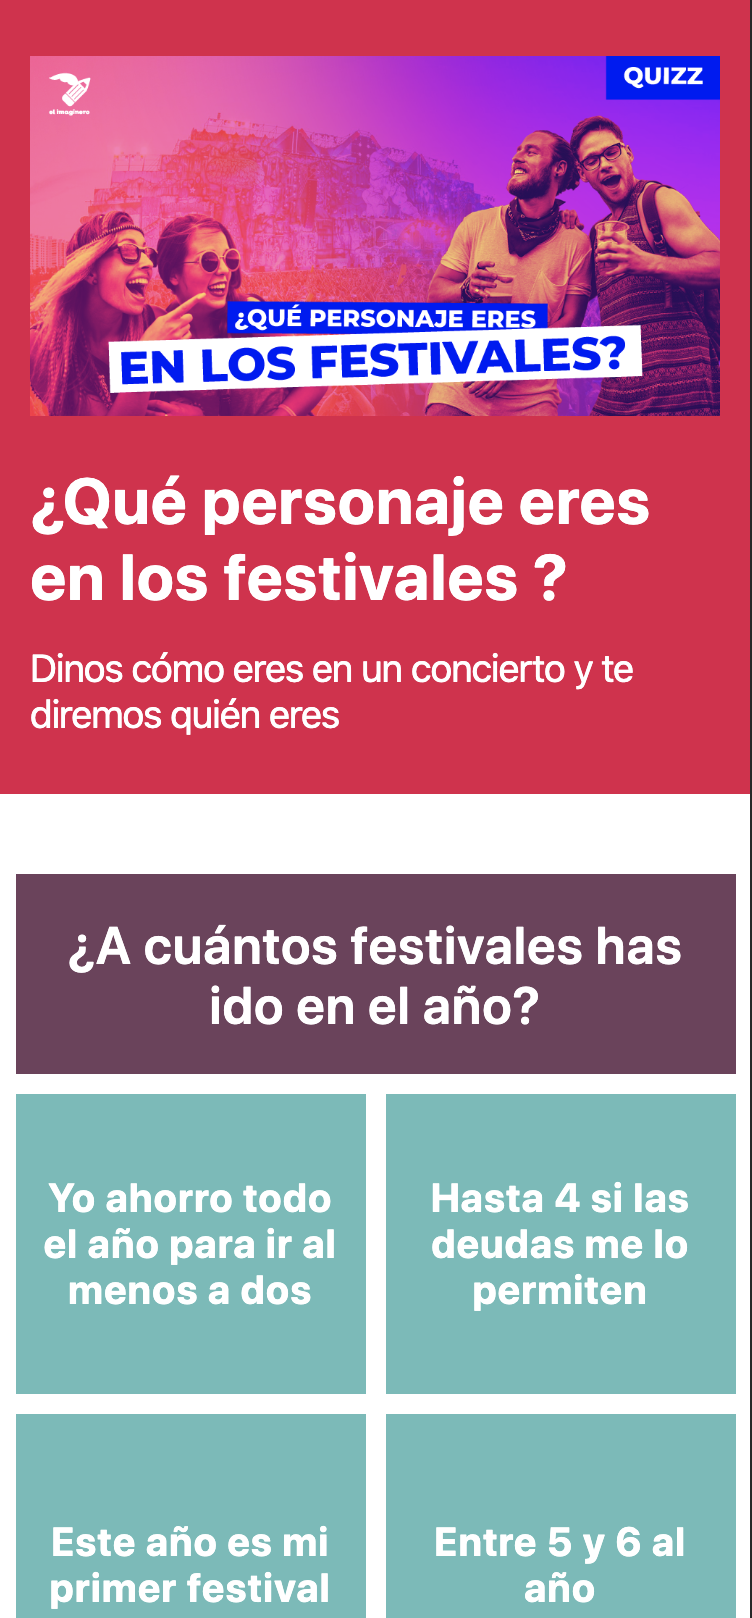 QUIZZ
el imaginero
¿QUÉ PERSONAJE ERES
EN LOS FESTIVALES?
¿Qué personaje eres
en los festivales ?
Dinos cómo eres en un concierto y te
diremos quién eres
¿A cuántos festivales has
ido en el año?
Yo ahorro todo
el año para ir al
menos a dos
Hasta 4 si las
deudas me lo
permiten
Este año es mi
primer festival
Entre 5 y 6 al
año